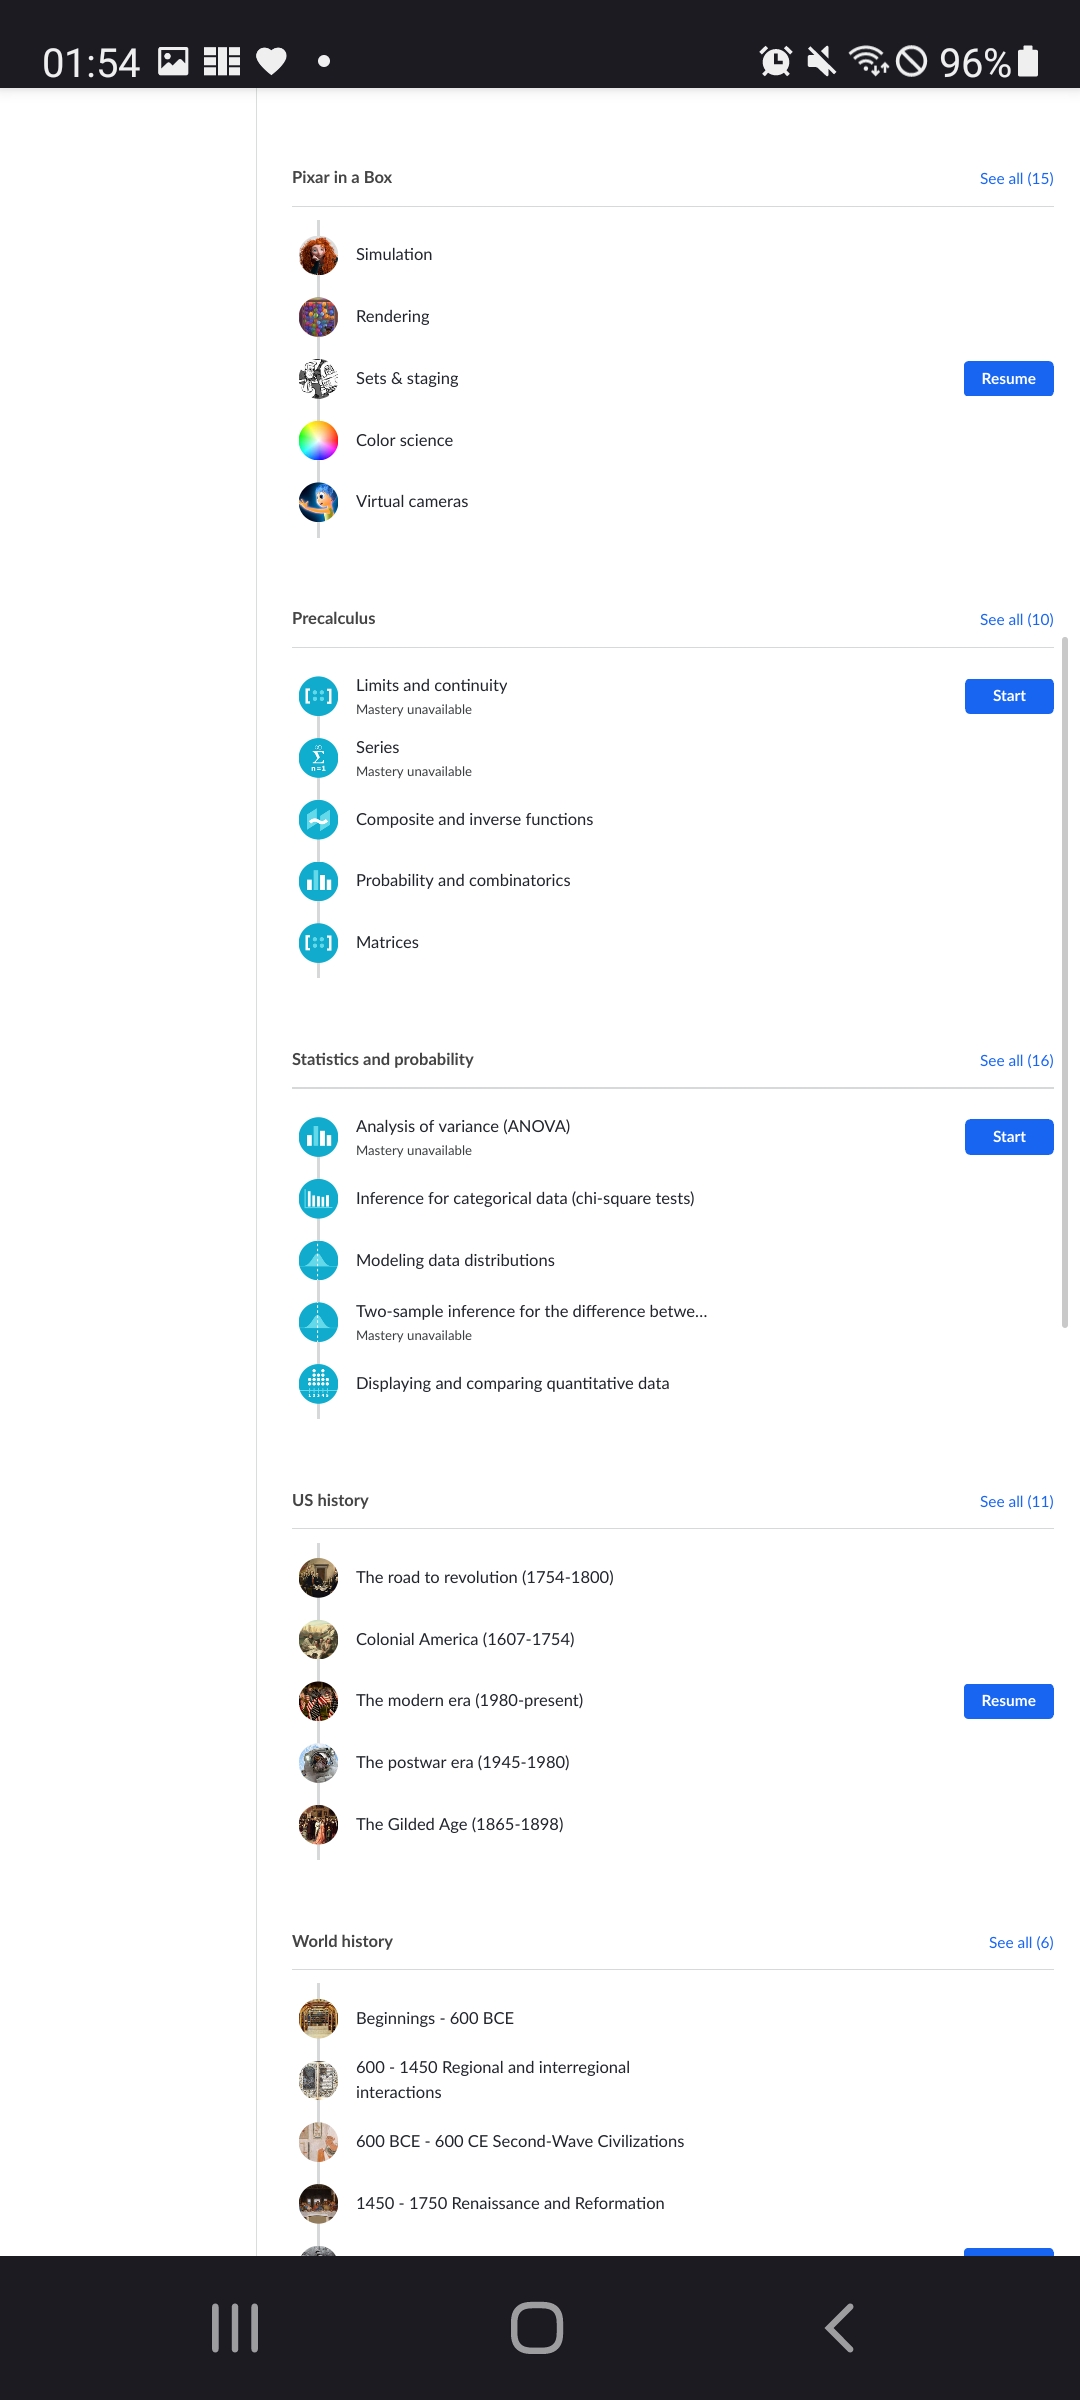 01:54
96%
Pixar in a Box
See all (15)
Simulation
Rendering
Sets & staging
Resume
Color science
Virtual cameras
Precalculus
See all (10)
Limits and continuity
Mastery unavailable
Start
Series
Mastery unavailable
Composite and inverse functions
Probability and combinatorics
Matrices
Statistics and probability
See all (16)
Analysis of variance (ANOVA)
Mastery unavailable
Start
Inference for categorical data (chi-square tests)
Modeling data distributions
Two-sample inference for the difference betwe...
Mastery unavailable
Displaying and comparing quantitative data
US history
See all (11)
The road to revolution (1754-1800)
Colonial America (1607-1754)
The modern era (1980-present)
Resume
The postwar era (1945-1980)
The Gilded Age (1865-1898)
World history
See all (6)
Beginnings - 600 BCE
600 - 1450 Regional and interregional
interactions
600 BCE - 600 CE Second-Wave Civilizations
1450 - 1750 Renaissance and Reformation